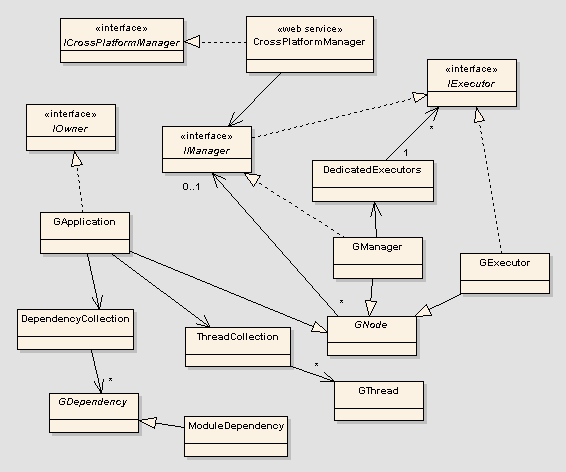 «interface»
ICrossPlatformManager
«web service»
CrossPlatformManager
«interface»
IExecutor
*
«interface»
IOwner
«interface»
IManager
0..1
1
DedicatedExecutors
GApplication
GManager
GExecutor
*
DependencyCollection
ThreadCollection
GNode
*
*
GThread
GDependency
ModuleDependency